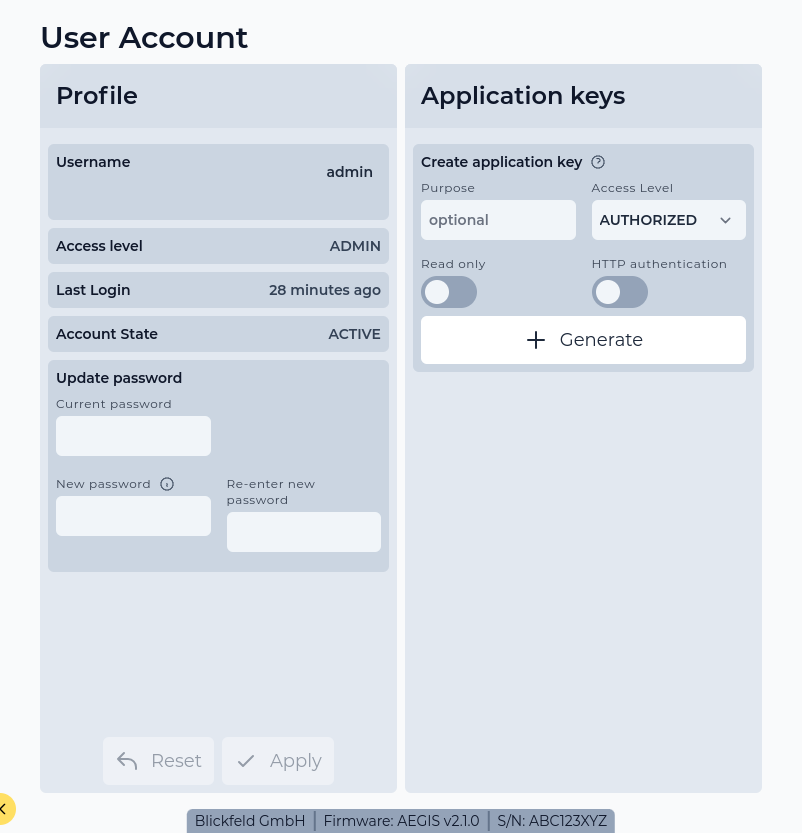 User Account
Profile
Username
admin
Access level
ADMIN
Last Login
28 minutes ago
Account State
ACTIVE
Update password
Current password
New password
Re-enter new
password
Reset
Apply
Application keys
Create application key
Purpose
Access Level
optional
AUTHORIZED
Read only
HTTP authentication
Generate
Blickfeld GmbH | Firmware: AEGIS v2.1.0 | S/N: ABC123XYZ